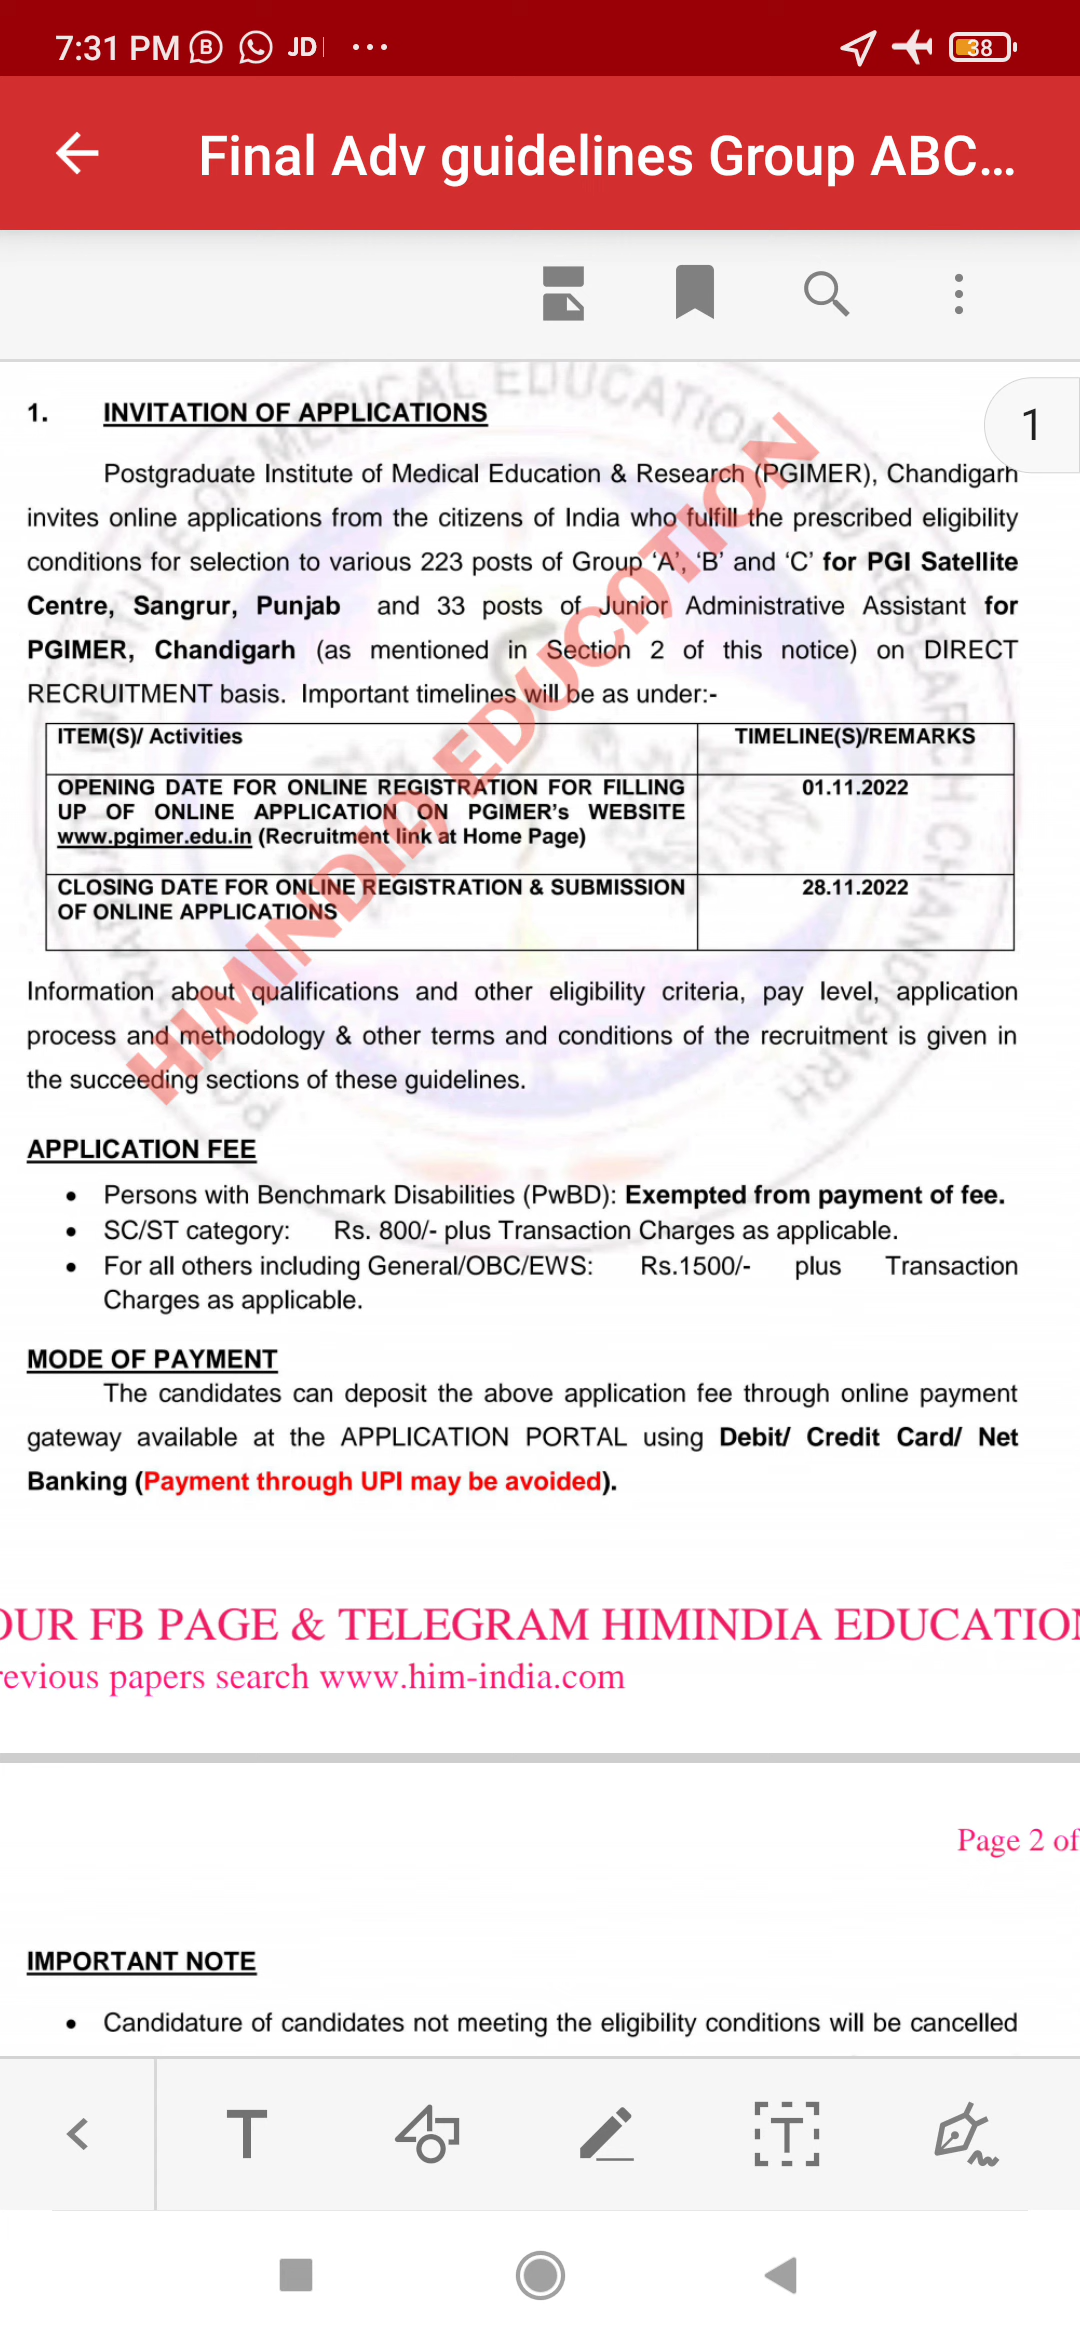 7:31 PM B JD ...
38
Final Adv guidelines Group ABC...
1
1. INVITATION OF APPLICATIONS
Postgraduate Institute of Medical Education & Research (PGIMER), Chandigarh
invites online applications from the citizens of India who fulfill the prescribed eligibility
conditions for selection to various 223 posts of Group ‘A’, ‘B’ and ‘C’ for PGI Satellite
Centre, Sangrur, Punjab and 33 posts of Junior Administrative Assistant for
PGIMER, Chandigarh (as mentioned in Section 2 of this notice) on DIRECT
RECRUITMENT basis. Important timelines will be as under:-
ITEM(S)/ Activities TIMELINE(S)/REMARKS
OPENING DATE FOR ONLINE REGISTRATION FOR FILLING 01.11.2022
UP OF ONLINE APPLICATION ON PGIMER's WEBSITE
www.pgimer.edu.in (Recruitment link at Home Page)
CLOSING DATE FOR ONLINE REGISTRATION & SUBMISSION 28.11.2022
OF ONLINE APPLICATIONS
HIMINDIA EDUCATION
Information about qualifications and other eligibility criteria, pay level, application
process and methodology & other terms and conditions of the recruitment is given in
the succeeding sections of these guidelines.
APPLICATION FEE
• Persons with Benchmark Disabilities (PwBD): Exempted from payment of fee.
• SC/ST category: Rs. 800/- plus Transaction Charges as applicable.
• For all others including General/OBC/EWS: Rs.1500/- plus Transaction
Charges as applicable.
MODE OF PAYMENT
The candidates can deposit the above application fee through online payment
gateway available at the APPLICATION PORTAL using Debit/ Credit Card/ Net
Banking (Payment through UPI may be avoided).
OUR FB PAGE & TELEGRAM HIMINDIA EDUCATION
revious papers search www.him-india.com
Page 2 of
IMPORTANT NOTE
• Candidature of candidates not meeting the eligibility conditions will be cancelled